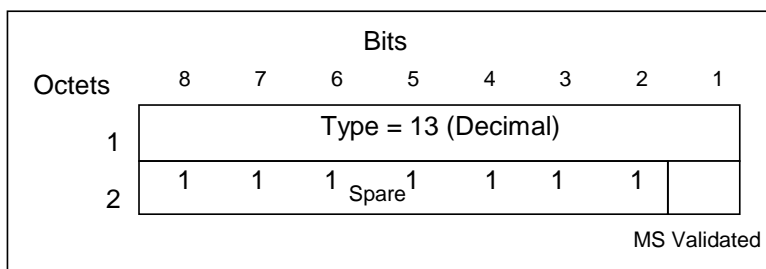 Bits
Octets 8 7 6 5 4 3 2 1
1 Type = 13 (Decimal)
2 1 1 1 Spare 1 1 1 1
MS Validated